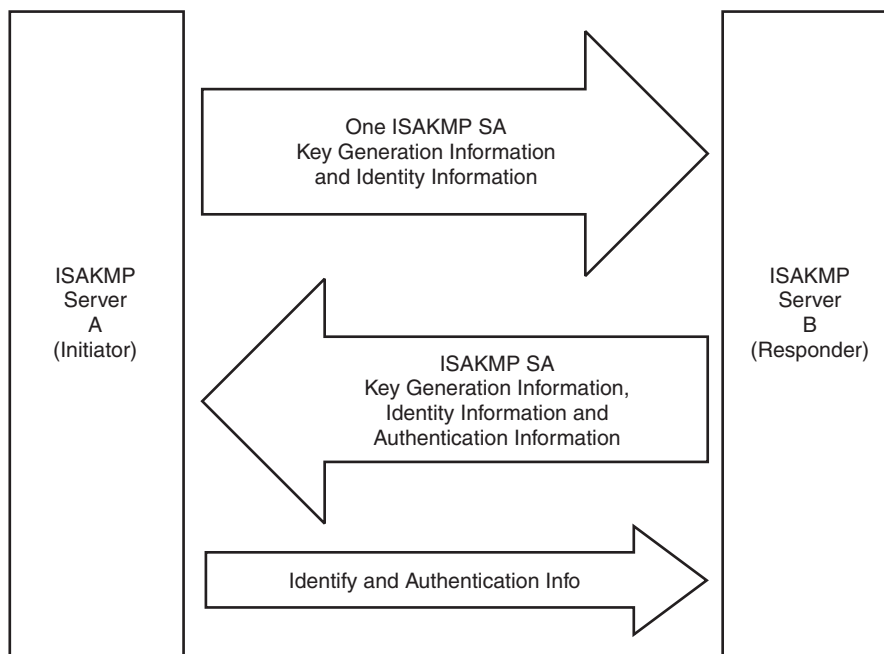 One ISAKMP SA
Key Generation Information
and Identity Information
ISAKMP
Server
A
(Initiator)
ISAKMP
Server
B
(Responder)
ISAKMP SA
Key Generation Information,
Identity Information and
Authentication Information
Identify and Authentication Info